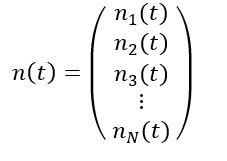 n₁(t)
n₂(t)
n(t) = n₃(t)
⋮
n_N(t)